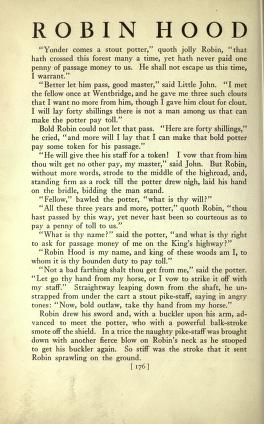 ROBIN HOOD
"Yonder comes a stout potter," quoth jolly Robin, "that
hath crossed this forest many a time, yet hath never paid one
penny of passage money to us. He shall not escape us this time,
I warrant."
"Better let him pass, good master," said Little John. "I met
the fellow once at Wentbridge, and he gave me three such clouts
that I want no more from him, though I gave him clout for clout.
I will lay forty shillings there is not a man among us that can
make the potter pay toll."
Bold Robin could not let that pass. "Here are forty shillings,"
he cried, "and more will I lay that I can make that bold potter
pay some token for his passage."
"He will give thee his staff for a token! I vow that from him
thou wilt get no other pay, my master," said John. But Robin,
without more words, strode to the middle of the highroad, and,
standing firm as a rock till the potter drew nigh, laid his hand
on the bridle, bidding the man stand.
"Fellow," bawled the potter, "what is thy will?"
"All these three years and more, potter," quoth Robin, "thou
hast passed by this way, yet never hast been so courteous as to
pay a penny of toll to us."
"What is thy name?" said the potter, "and what is thy right
to ask for passage money of me on the King's highway?"
"Robin Hood is my name, and king of these woods am I, to
whom it is thy bounden duty to pay toll."
"Not a bad farthing shalt thou get from me," said the potter.
"Let go thy hand from my horse, or I vow to strike it off with
my staff." Straightway leaping down from the shaft, he un-
strapped from under the cart a stout pike-staff, saying in angry
tones: "Now, bold outlaw, take thy hand from my horse."
Robin drew his sword and, with a buckler upon his arm, ad-
vanced to meet the potter, who with a powerful balk-stroke
smote off the shield. In a trice the naughty pike-staff was brought
down with another fierce blow on Robin's neck as he stooped
to get his buckler again. So stiff was the stroke that it sent
Robin sprawling on the ground.
[176]